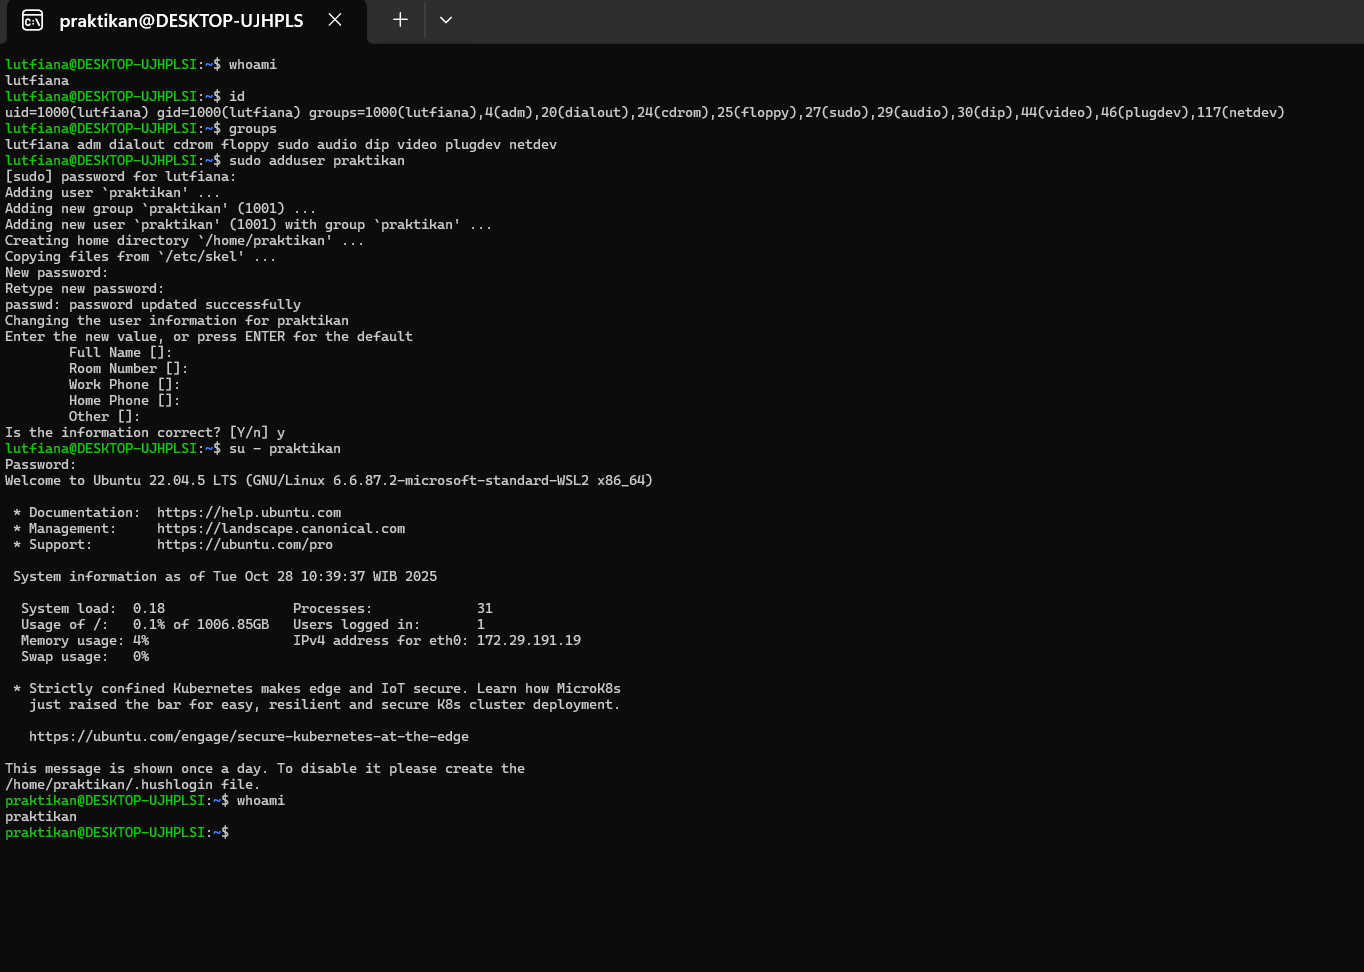 praktikan@DESKTOP-UJHPLS
lutfiana@DESKTOP-UJHPLSI:~$ whoami
lutfiana
lutfiana@DESKTOP-UJHPLSI:~$ id
uid=1000(lutfiana) gid=1000(lutfiana) groups=1000(lutfiana),4(adm),20(dialout),24(cdrom),25(floppy),27(sudo),29(audio),30(dip),44(video),46(plugdev),117(netdev)
lutfiana@DESKTOP-UJHPLSI:~$ groups
lutfiana adm dialout cdrom floppy sudo audio dip video plugdev netdev
lutfiana@DESKTOP-UJHPLSI:~$ sudo adduser praktikan
[sudo] password for lutfiana:
Adding user `praktikan' ...
Adding new group `praktikan' (1001) ...
Adding new user `praktikan' (1001) with group `praktikan' ...
Creating home directory `/home/praktikan' ...
Copying files from `/etc/skel' ...
New password:
Retype new password:
passwd: password updated successfully
Changing the user information for praktikan
Enter the new value, or press ENTER for the default
        Full Name []:
        Room Number []:
        Work Phone []:
        Home Phone []:
        Other []:
Is the information correct? [Y/n] y
lutfiana@DESKTOP-UJHPLSI:~$ su - praktikan
Password:
Welcome to Ubuntu 22.04.5 LTS (GNU/Linux 6.6.87.2-microsoft-standard-WSL2 x86_64)

 * Documentation:  https://help.ubuntu.com
 * Management:     https://landscape.canonical.com
 * Support:        https://ubuntu.com/pro

 System information as of Tue Oct 28 10:39:37 WIB 2025

  System load:  0.18                Processes:             31
  Usage of /:   0.1% of 1006.85GB   Users logged in:       1
  Memory usage: 4%                  IPv4 address for eth0: 172.29.191.19
  Swap usage:   0%

 * Strictly confined Kubernetes makes edge and IoT secure. Learn how MicroK8s
   just raised the bar for easy, resilient and secure K8s cluster deployment.

   https://ubuntu.com/engage/secure-kubernetes-at-the-edge

This message is shown once a day. To disable it please create the
/home/praktikan/.hushlogin file.
praktikan@DESKTOP-UJHPLSI:~$ whoami
praktikan
praktikan@DESKTOP-UJHPLSI:~$